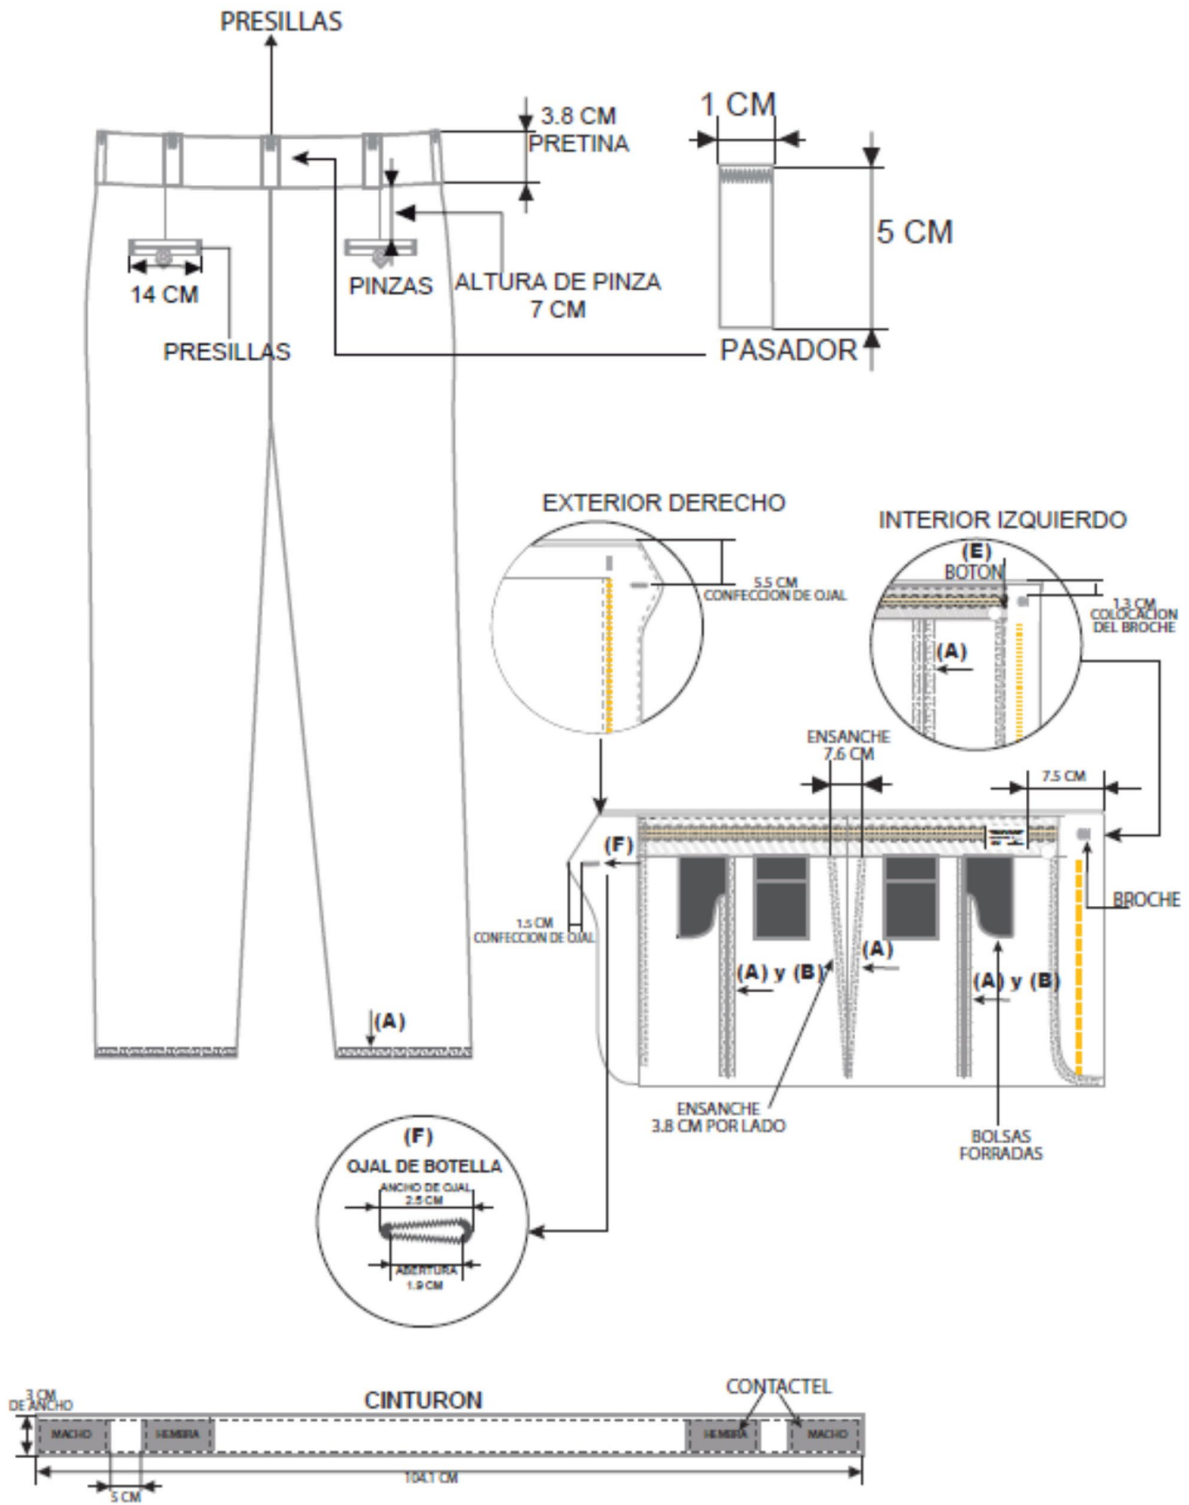 PRESILLAS
3.8 CM
PRETINA
14 CM
PRESILLAS
PINZAS
ALTURA DE PINZA
7 CM
1 CM
5 CM
PASADOR
EXTERIOR DERECHO
5.5 CM
CONFECCION DE OJAL
INTERIOR IZQUIERDO
(E)
BOTON
1.3 CM
COLOCACION
DEL BROCHE
(A)
ENSANCHE
7.6 CM
7.5 CM
(F)
1.5 CM
CONFECCION DE OJAL
BROCHE
(A)
(A) y (B)
(A) y (B)
(A)
ENSANCHE
3.8 CM POR LADO
BOLSAS
FORRADAS
(F)
OJAL DE BOTELLA
ANCHO DE OJAL
2.5 CM
ABERTURA
1.9 CM
3 CM
DE ANCHO
CINTURON
CONTACTEL
MACHO
HEMBRA
HEMBRA
MACHO
104.1 CM
5 CM